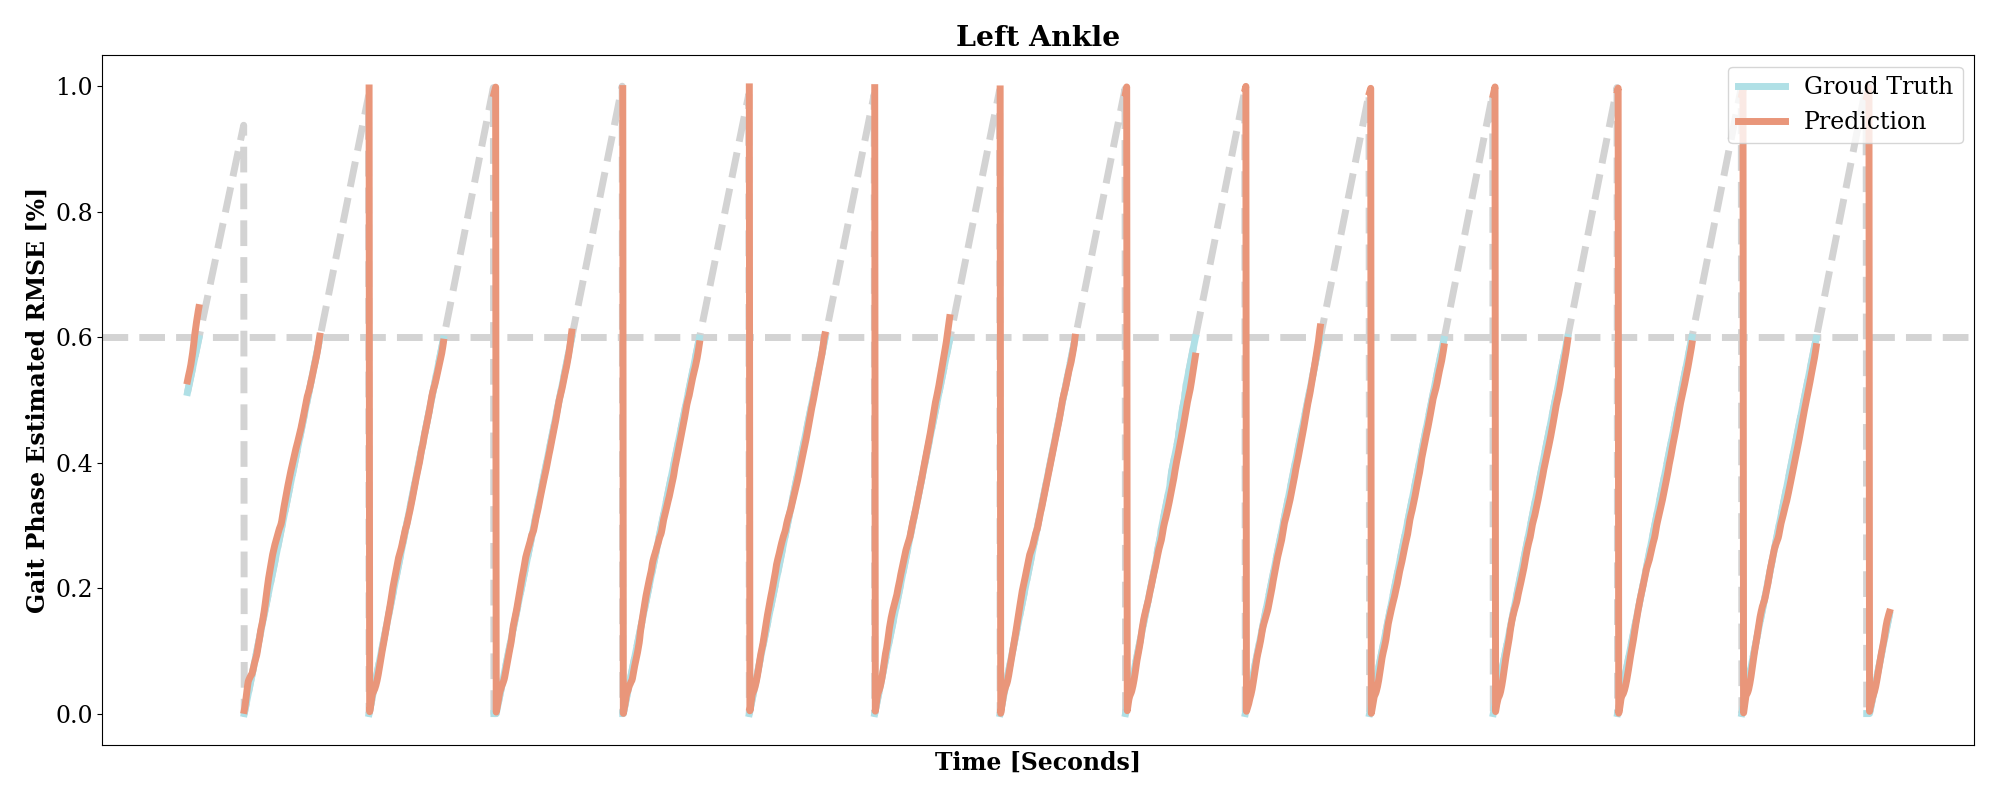 Left Ankle
Gait Phase Estimated RMSE [%]
1.0
0.8
0.6
0.4
0.2
0.0
Groud Truth
Prediction
Time [Seconds]